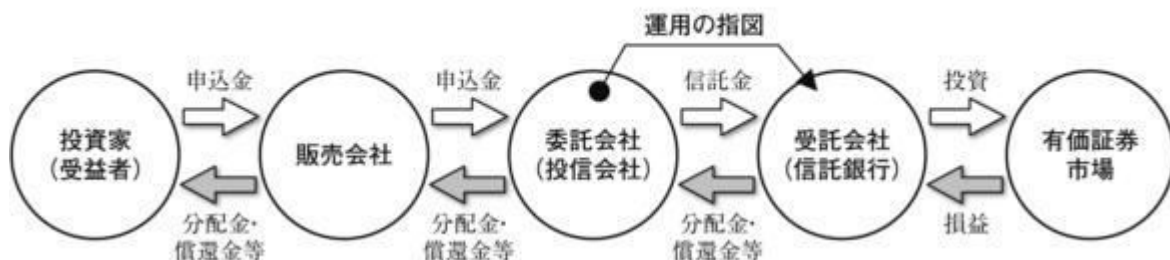 運用の指図
申込金
申込金
信託金
投資
投資家
(受益者)
販売会社
委託会社
(投信会社)
受託会社
(信託銀行)
有価証券
市場
分配金・
償還金等
分配金・
償還金等
分配金・
償還金等
損益